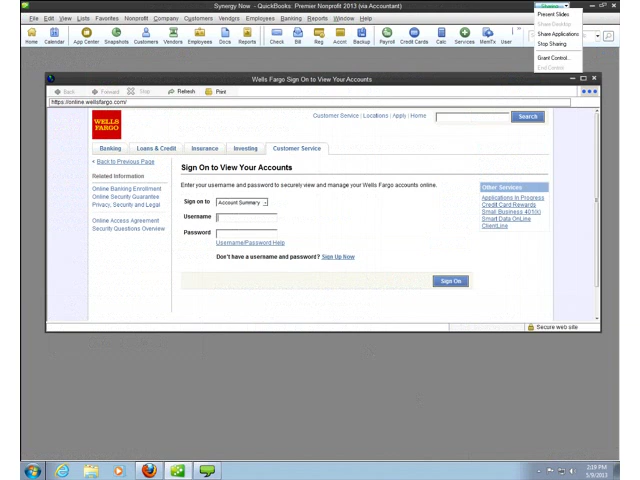 Synergy Now - QuickBooks: Premier Nonprofit 2013 (via Accountant)
Sharing
File Edit View Lists Favorites Nonprofit Company Customers Vendors Employees Banking Reports Window Help
Home Calendar App Center Snapshots Customers Vendors Employees Docs Reports Check Bill Reg Accnt Backup Payroll Credit Cards Calc Services MemTx User
Present Slides
Share Desktop
Share Applications
Stop Sharing
Grant Control...
End Control
Wells Fargo Sign On to View Your Accounts
Back Forward Stop Refresh Print
https://online.wellsfargo.com/
WELLS
FARGO
Customer Service | Locations | Apply | Home
Search
Banking Loans & Credit Insurance Investing Customer Service
< Back to Previous Page
Related Information
Online Banking Enrollment
Online Security Guarantee
Privacy, Security and Legal
Online Access Agreement
Security Questions Overview
Sign On to View Your Accounts
Enter your username and password to securely view and manage your Wells Fargo accounts online.
Sign on to Account Summary
Username
Password
Username/Password Help
Don't have a username and password? Sign Up Now
Sign On
Other Services
Applications In Progress
Credit Card Rewards
Small Business 401(k)
Smart Data OnLine
ClientLine
Secure web site
2:19 PM
5/9/2013